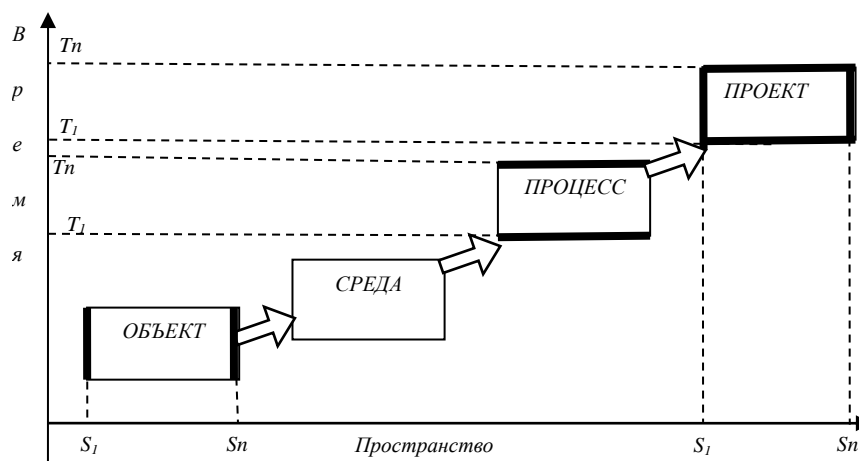 В
р
е
м
я
Tn
T1
Tn
T1
ПРОЕКТ
ПРОЦЕСС
СРЕДА
ОБЪЕКТ
S1
Sn
Пространство
S1
Sn